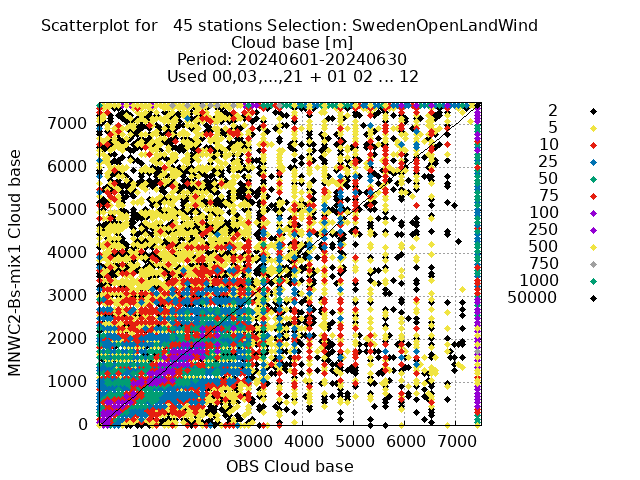 Scatterplot for   45 stations Selection: SwedenOpenLandWind
Cloud base [m]
Period: 20240601-20240630
Used 00,03,...,21 + 01 02 ... 12
MNWC2-Bs-mix1 Cloud base
7000
6000
5000
4000
3000
2000
1000
0
1000 2000 3000 4000 5000 6000 7000
OBS Cloud base
2
5
10
25
50
75
100
250
500
750
1000
50000